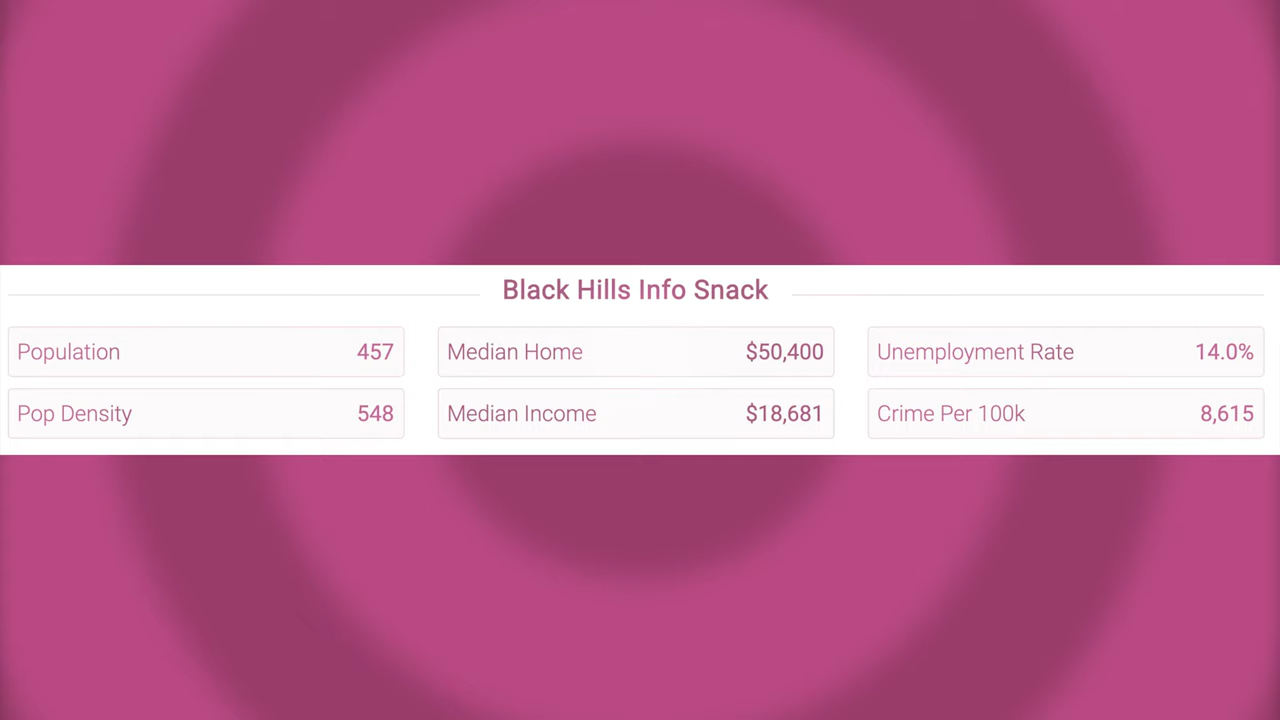 Black Hills Info Snack
Population 457
Median Home $50,400
Unemployment Rate 14.0%
Pop Density 548
Median Income $18,681
Crime Per 100k 8,615